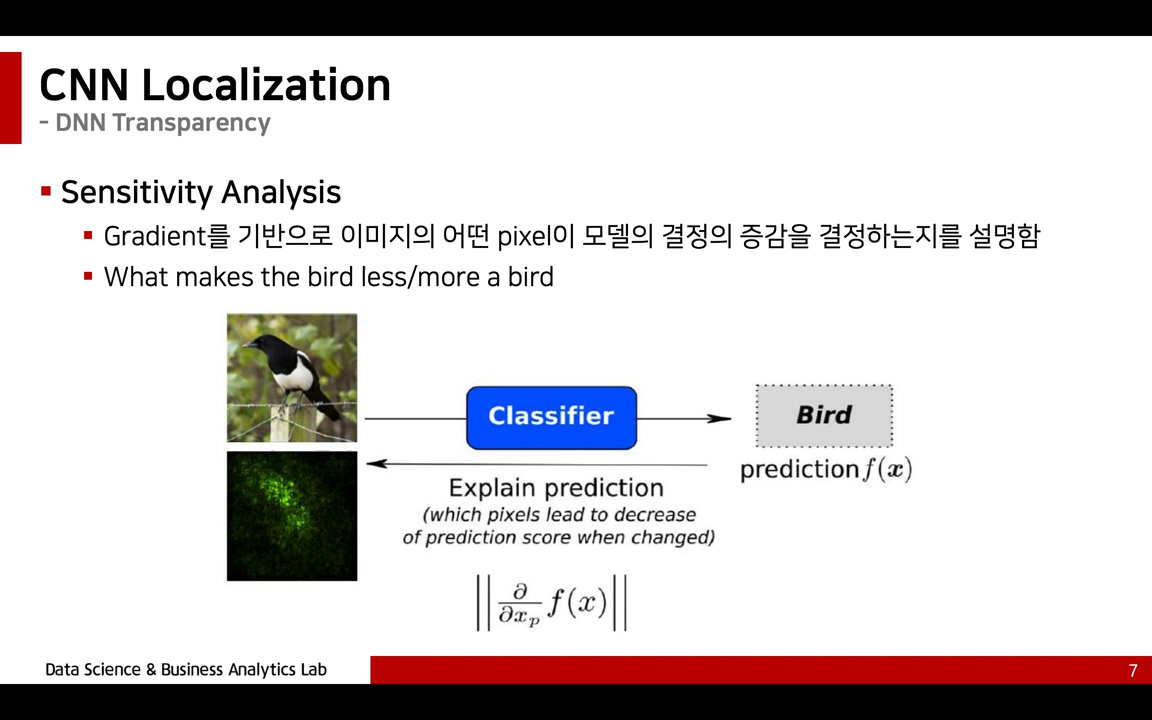 CNN Localization
- DNN Transparency
Sensitivity Analysis
Gradient를 기반으로 이미지의 어떤 pixel이 모델의 결정의 증감을 결정하는지를 설명함
What makes the bird less/more a bird
Classifier
Bird
prediction f(x)
Explain prediction
(which pixels lead to decrease
of prediction score when changed)
|| ∂/∂xₚ f(x) ||
Data Science & Business Analytics Lab
7